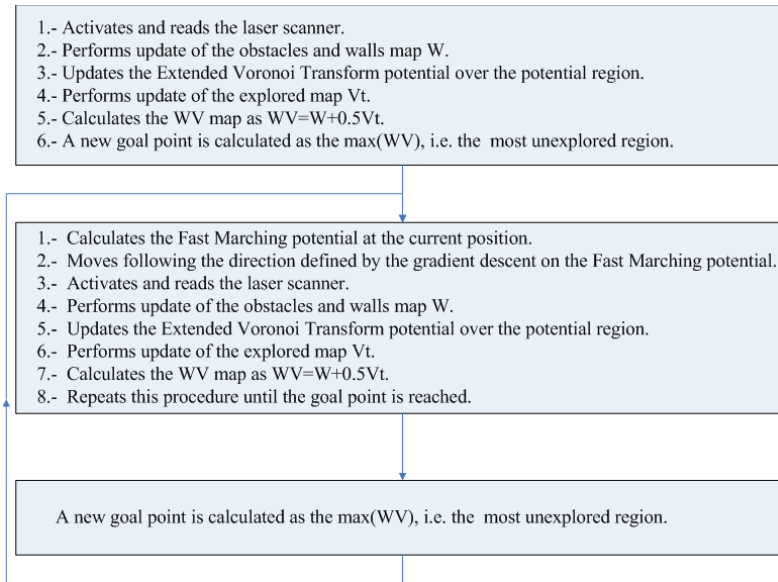 1.- Activates and reads the laser scanner.
2.- Performs update of the obstacles and walls map W.
3.- Updates the Extended Voronoi Transform potential over the potential region.
4.- Performs update of the explored map Vt.
5.- Calculates the WV map as WV=W+0.5Vt.
6.- A new goal point is calculated as the max(WV), i.e. the most unexplored region.
1.- Calculates the Fast Marching potential at the current position.
2.- Moves following the direction defined by the gradient descent on the Fast Marching potential.
3.- Activates and reads the laser scanner.
4.- Performs update of the obstacles and walls map W.
5.- Updates the Extended Voronoi Transform potential over the potential region.
6.- Performs update of the explored map Vt.
7.- Calculates the WV map as WV=W+0.5Vt.
8.- Repeats this procedure until the goal point is reached.
A new goal point is calculated as the max(WV), i.e. the most unexplored region.